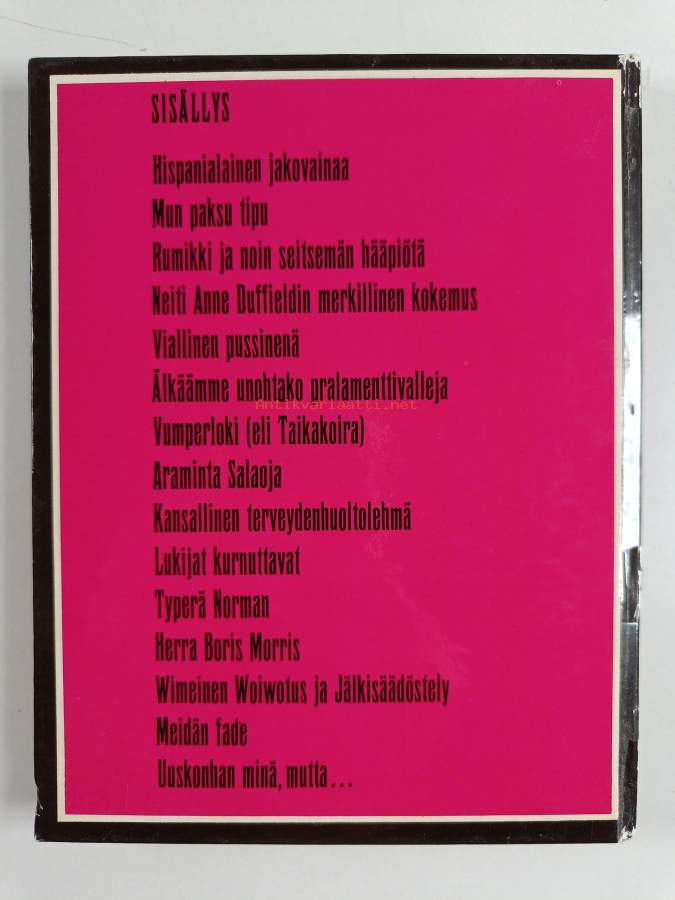 SISÄLLYS
Hispanialainen jakovainaa
Mun paksu tipu
Rumikki ja noin seitsemän hääpiötä
Neiti Anne Duffieldin merkillinen kokemus
Viallinen pussinenä
Älkäämme unohtako pralamenttivalleja
Antikvariaatti.net
Vumperloki (eli Taikakoira)
Araminta Salaoja
Kansallinen terveydenhuoltolehmä
Lukijat kurnuttavat
Typerä Norman
Herra Boris Morris
Wimeinen Woiwotus ja Jälkisäädöstely
Meidän fade
Uuskonhan minä, mutta...